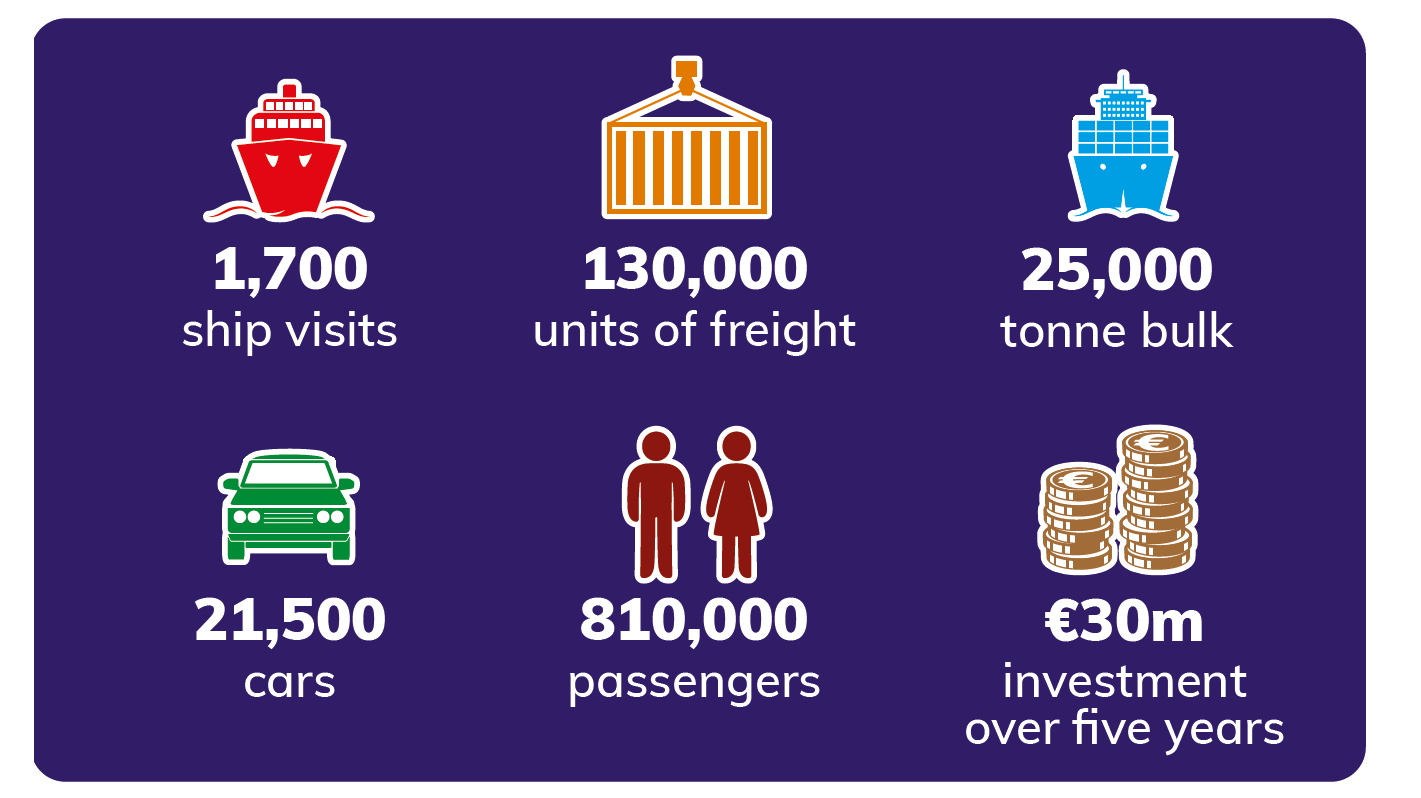 1,700
ship visits
130,000
units of freight
25,000
tonne bulk
21,500
cars
810,000
passengers
€30m
investment
over five years